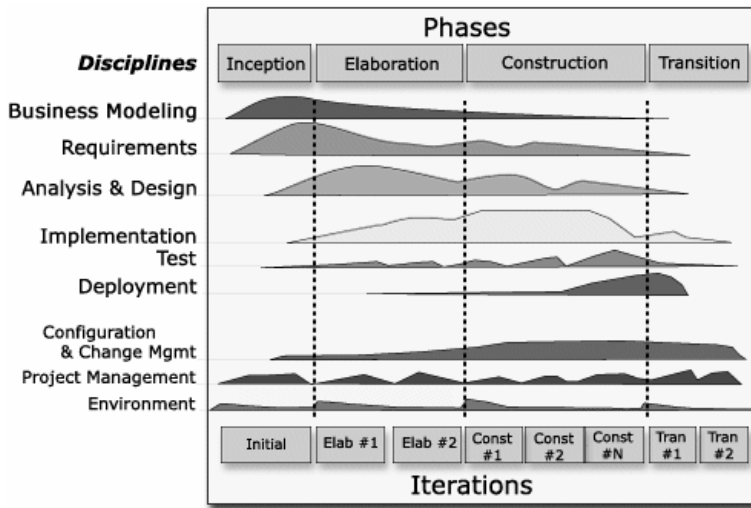 Phases
Disciplines
Inception
Elaboration
Construction
Transition
Business Modeling
Requirements
Analysis & Design
Implementation
Test
Deployment
Configuration
& Change Mgmt
Project Management
Environment
Initial
Elab #1
Elab #2
Const
#1
Const
#2
Const
#N
Tran
#1
Tran
#2
Iterations